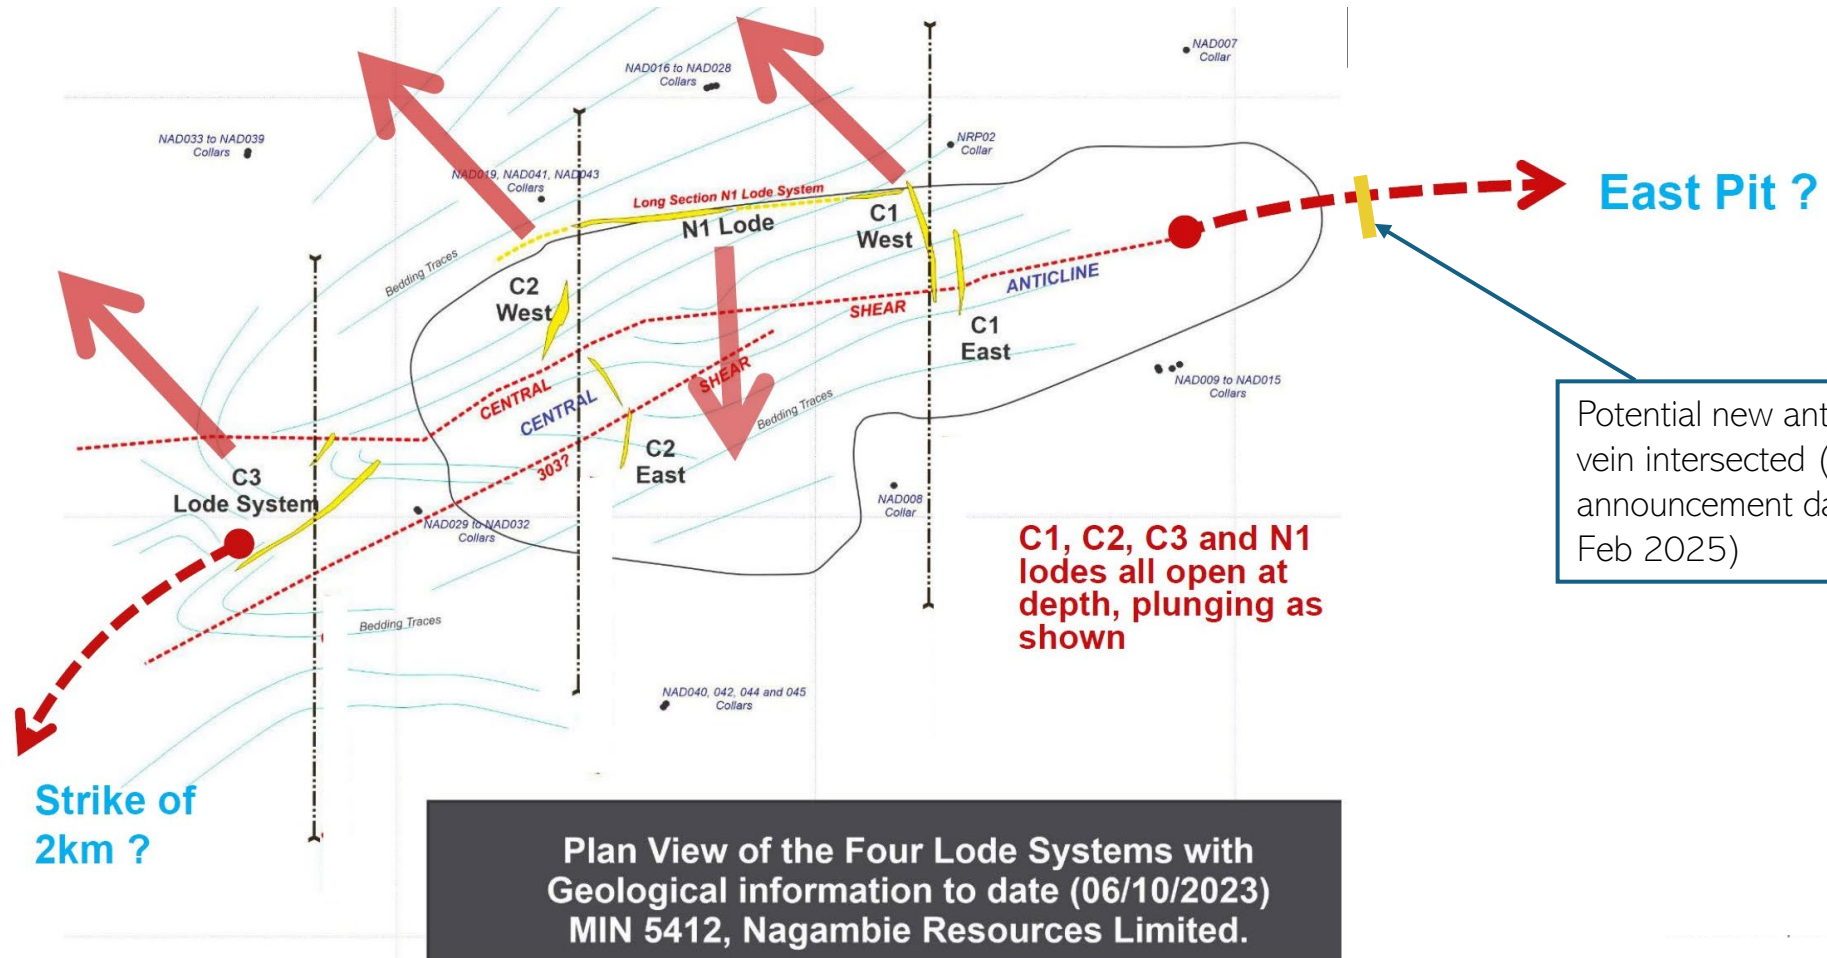 NAD007
Collar
NAD016 to NAD028
Collars
NAD033 to NAD039
Collars
NRP02
Collar
NAD019, NAD041, NAD043
Collars
Long Section N1 Lode System
N1 Lode
C1
West
East Pit ?
Bedding Traces
C2
West
ANTICLINE
SHEAR
C1
East
CENTRAL
CENTRAL
SHEAR
NAD009 to NAD015
Collars
Bedding Traces
303?
C2
East
C3
Lode System
NAD029 to NAD032
Collars
NAD008
Collar
Potential new
vein intersected (
announcement
Feb 2025)
C1, C2, C3 and N1
lodes all open at
depth, plunging as
shown
Bedding Traces
NAD040, 042, 044 and 045
Collars
Strike of
2km ?
Plan View of the Four Lode Systems with
Geological information to date (06/10/2023)
MIN 5412, Nagambie Resources Limited.